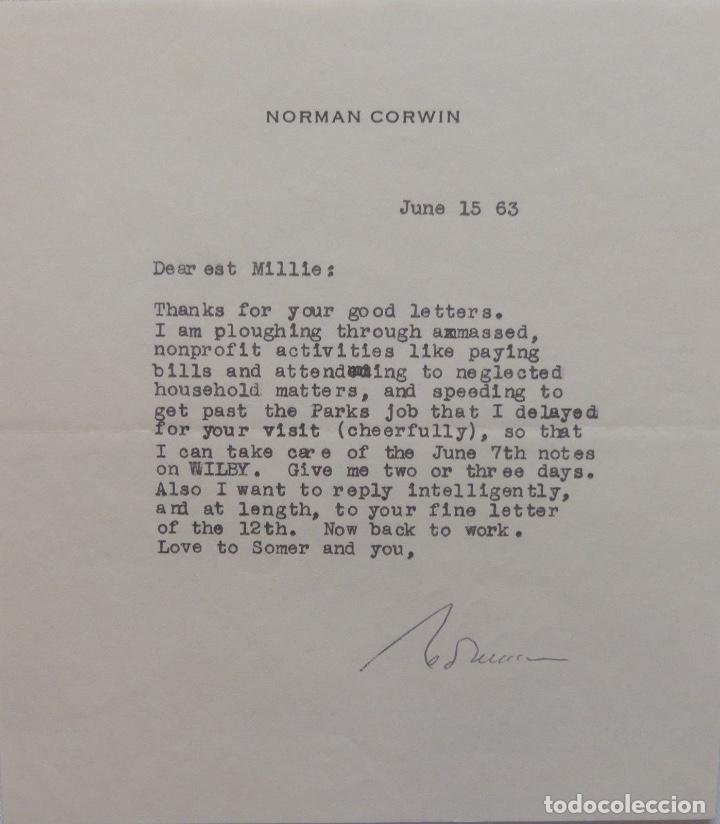 NORMAN CORWIN
June 15 63
Dearest Millie:
Thanks for your good letters.
I am ploughing through ammassed,
nonprofit activities like paying
bills and attending to neglected
household matters, and speeding to
get past the Parks job that I delayed
for your visit (cheerfully), so that
I can take care of the June 7th notes
on WILBY. Give me two or three days.
Also I want to reply intelligently,
and at length, to your fine letter
of the 12th. Now back to work.
Love to Somer and you,
Norman
todocoleccion